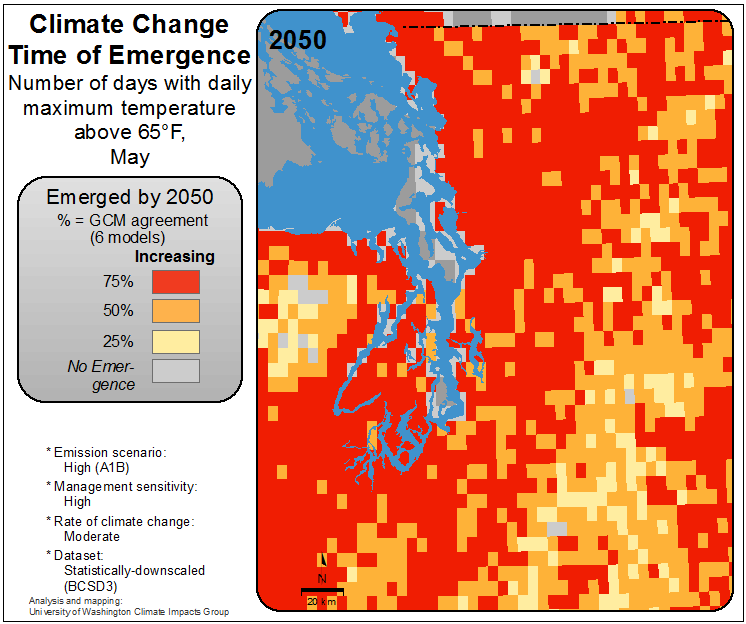 Climate Change
Time of Emergence
Number of days with daily
maximum temperature
above 65°F,
May
Emerged by 2050
% = GCM agreement
(6 models)
Increasing
75%
50%
25%
No Emer-
gence
* Emission scenario:
High (A1B)
* Management sensitivity:
High
* Rate of climate change:
Moderate
* Dataset:
Statistically-downscaled
(BCSD3)
Analysis and mapping:
University of Washington Climate Impacts Group
2050
N
20 km